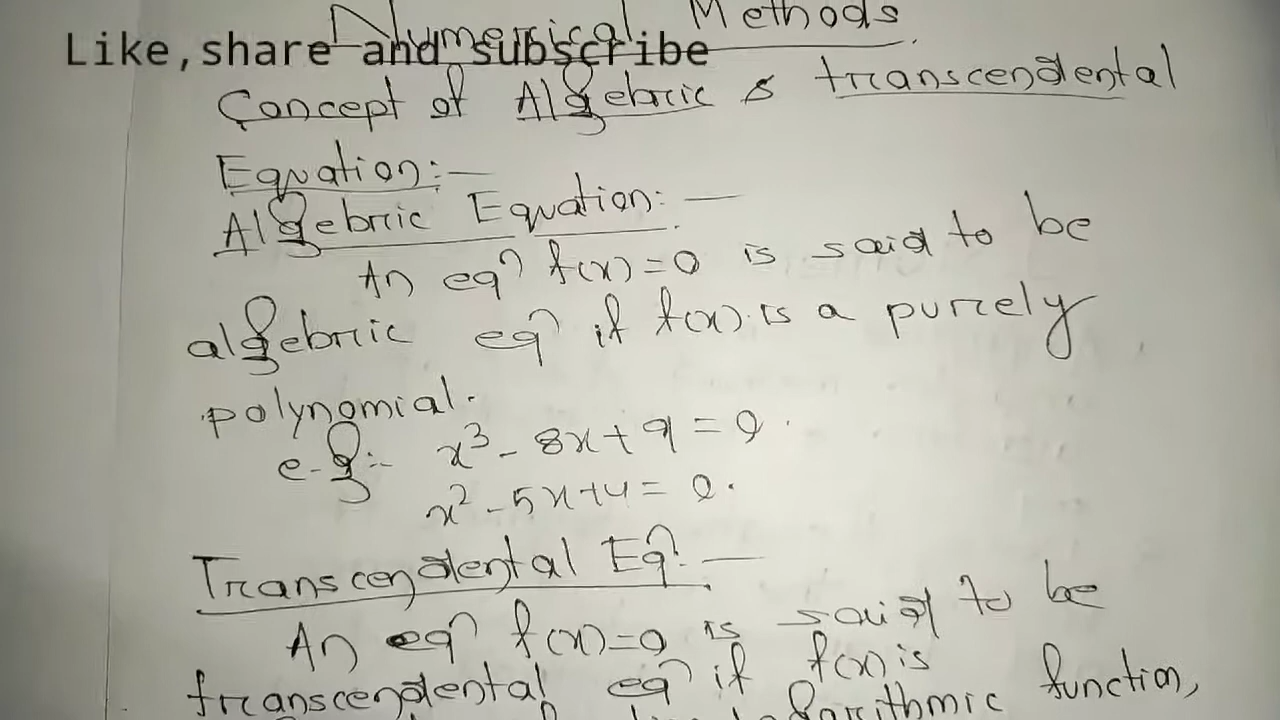 Numerical Methods
Like,share and subscribe
Concept of Algebric & transcendental
Equation:—
Algebric Equation:—
An eqn f(x)=0 is said to be
algebric eqn if f(x) is a purely
polynomial.
e.g:- x³ - 8x + 9 = 0.
x² - 5x + 4 = 0.
Transcendental Eqn:—
An eqn f(x)=0 is said to be
transcendental eqn if f(x) is
logarithmic function,